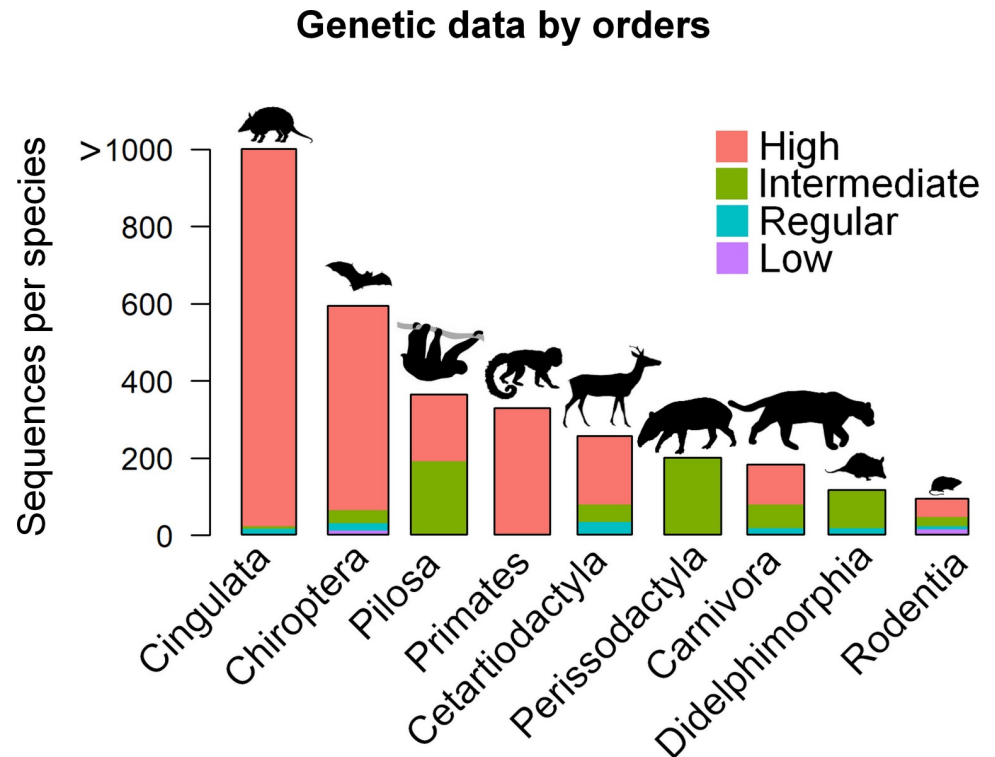 Genetic data by orders
Sequences per species
>1000
800
600
400
200
0
High
Intermediate
Regular
Low
Cingulata
Chiroptera
Pilosa
Primates
Cetartiodactyla
Perissodactyla
Carnivora
Didelphimorphia
Rodentia